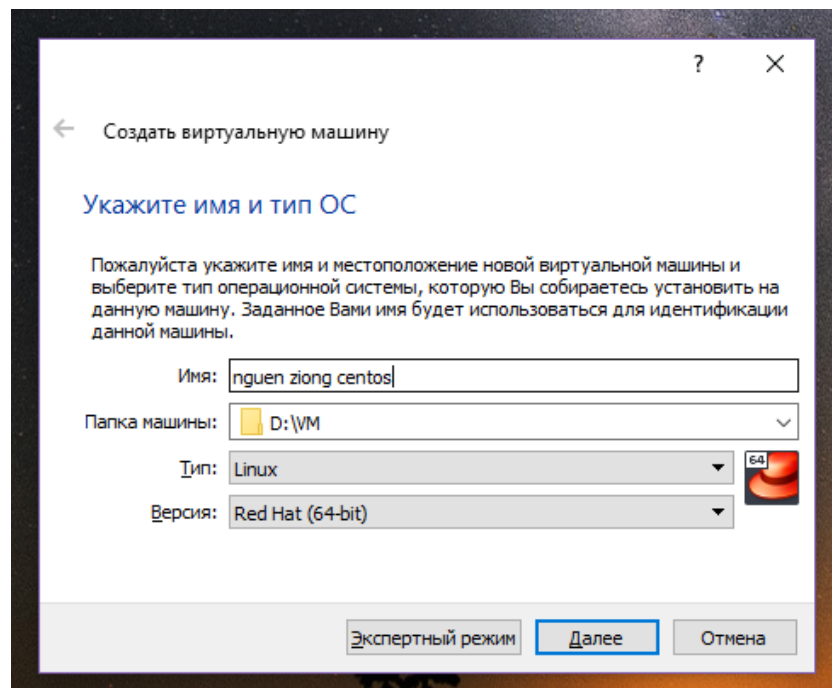 ?
Создать виртуальную машину
Укажите имя и тип ОС
Пожалуйста укажите имя и местоположение новой виртуальной машины и
выберите тип операционной системы, которую Вы собираетесь установить на
данную машину. Заданное Вами имя будет использоваться для идентификации
данной машины.
Имя: nguen ziong centos
Папка машины: D:\VM
Тип: Linux
64
Версия: Red Hat (64-bit)
Экспертный режим Далее Отмена